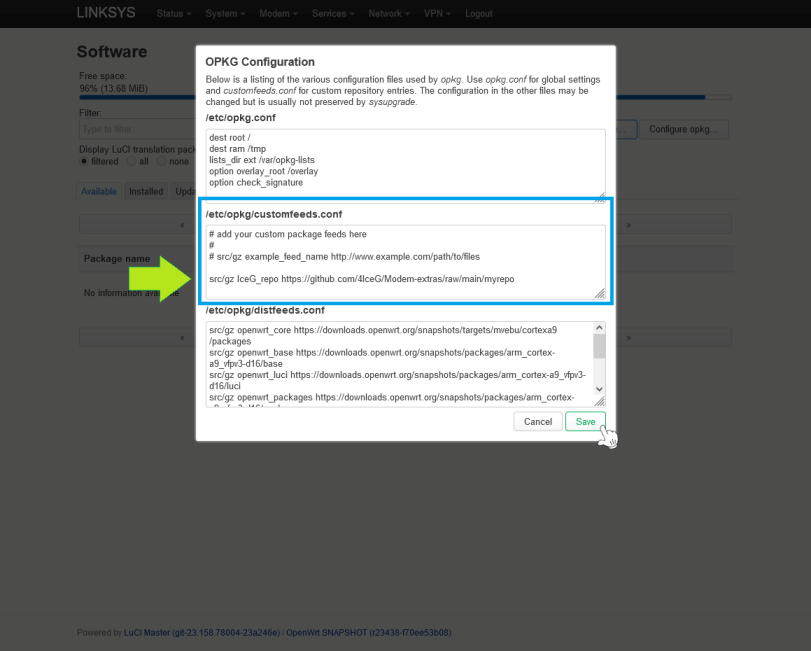 LINKSYS Status System Modem Services Network VPN Logout
Software
Free space:
96% (13.68 MiB)
Filter:
Type to filter
Configure opkg...
Display LuCI translation pack
filtered all none
Available Installed Upda
« »
Package name
No information available
« »
OPKG Configuration
Below is a listing of the various configuration files used by opkg. Use opkg.conf for global settings
and customfeeds.conf for custom repository entries. The configuration in the other files may be
changed but is usually not preserved by sysupgrade.
/etc/opkg.conf
dest root /
dest ram /tmp
lists_dir ext /var/opkg-lists
option overlay_root /overlay
option check_signature
/etc/opkg/customfeeds.conf
# add your custom package feeds here
#
# src/gz example_feed_name http://www.example.com/path/to/files
src/gz IceG_repo https://github.com/4IceG/Modem-extras/raw/main/myrepo
/etc/opkg/distfeeds.conf
src/gz openwrt_core https://downloads.openwrt.org/snapshots/targets/mvebu/cortexa9
/packages
src/gz openwrt_base https://downloads.openwrt.org/snapshots/packages/arm_cortex-
a9_vfpv3-d16/base
src/gz openwrt_luci https://downloads.openwrt.org/snapshots/packages/arm_cortex-a9_vfpv3-
d16/luci
src/gz openwrt_packages https://downloads.openwrt.org/snapshots/packages/arm_cortex-
Cancel Save
Powered by LuCI Master (git-23.158.78004-23a246e) / OpenWrt SNAPSHOT (r23438-f70ee53b08)